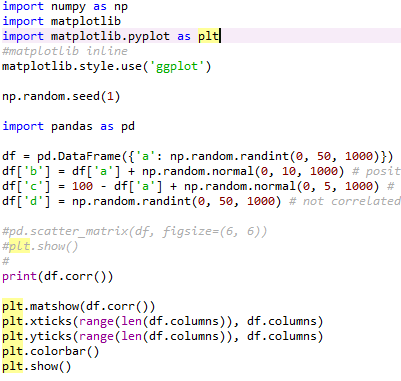 import numpy as np
import matplotlib
import matplotlib.pyplot as plt
#matplotlib inline
matplotlib.style.use('ggplot')
np.random.seed(1)
import pandas as pd
df = pd.DataFrame({'a': np.random.randint(0, 50, 1000)})
df['b'] = df['a'] + np.random.normal(0, 10, 1000) # posit
df['c'] = 100 - df['a'] + np.random.normal(0, 5, 1000) #
df['d'] = np.random.randint(0, 50, 1000) # not correlated
#pd.scatter_matrix(df, figsize=(6, 6))
#plt.show()
#
print(df.corr())
plt.matshow(df.corr())
plt.xticks(range(len(df.columns)), df.columns)
plt.yticks(range(len(df.columns)), df.columns)
plt.colorbar()
plt.show()